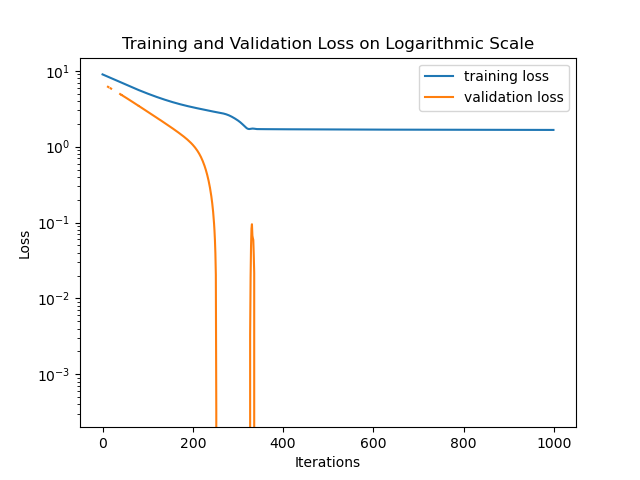 Training and Validation Loss on Logarithmic Scale
training loss
validation loss
10¹
10⁰
10⁻¹
10⁻²
10⁻³
Loss
0 200 400 600 800 1000
Iterations